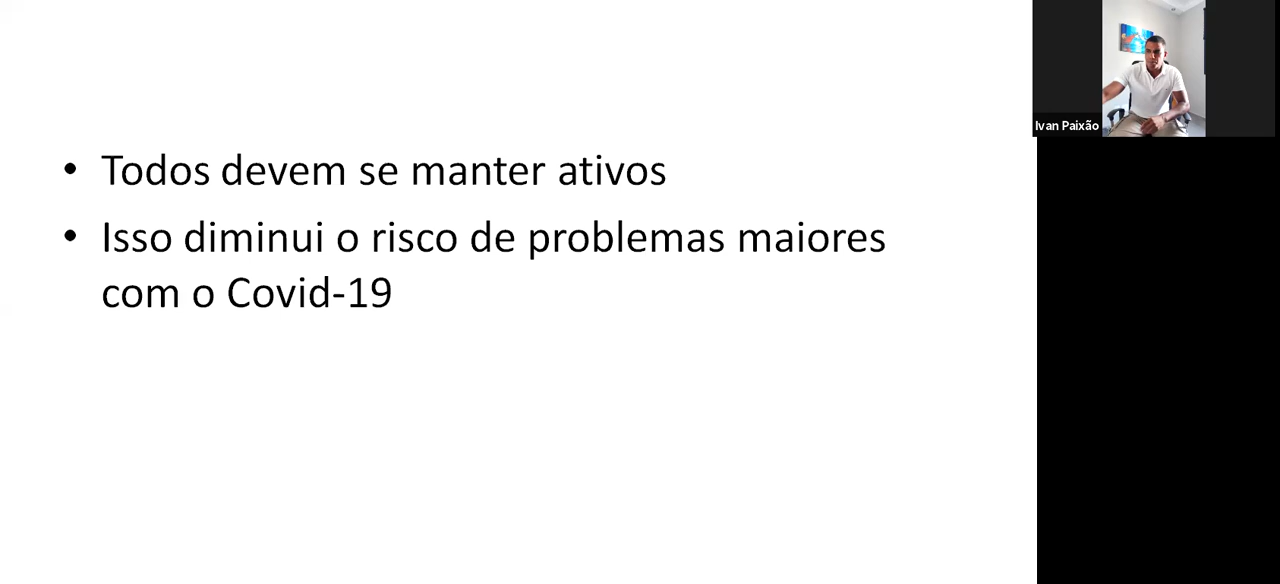 • Todos devem se manter ativos
• Isso diminui o risco de problemas maiores
com o Covid-19
Ivan Paixão